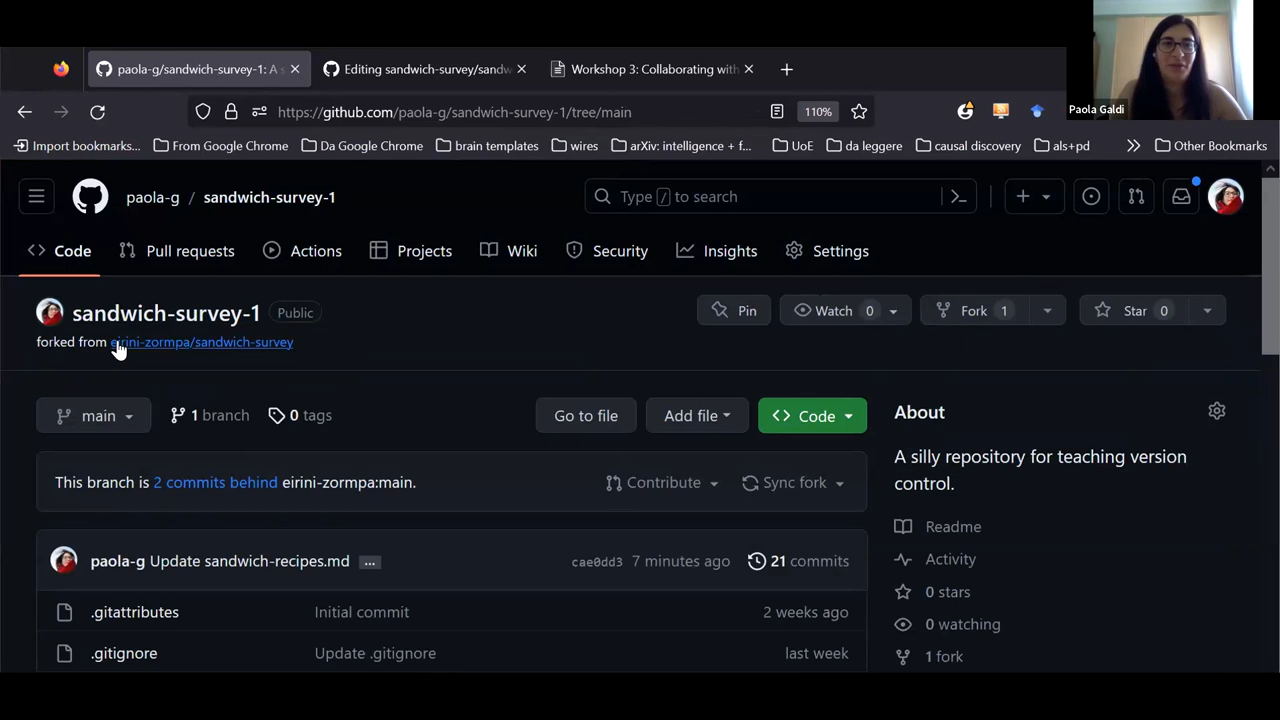 paola-g/sandwich-survey-1: A s
Editing sandwich-survey/sandw
Workshop 3: Collaborating with
Paola Galdi
https://github.com/paola-g/sandwich-survey-1/tree/main
110%
Import bookmarks...
From Google Chrome
Da Google Chrome
brain templates
wires
arXiv: intelligence + f...
UoE
da leggere
causal discovery
als+pd
Other Bookmarks
paola-g / sandwich-survey-1
Type / to search
Code
Pull requests
Actions
Projects
Wiki
Security
Insights
Settings
sandwich-survey-1 Public
Pin
Watch 0
Fork 1
Star 0
forked from eirini-zormpa/sandwich-survey
main
1 branch
0 tags
Go to file
Add file
Code
About
A silly repository for teaching version
control.
This branch is 2 commits behind eirini-zormpa:main.
Contribute
Sync fork
Readme
Activity
0 stars
0 watching
1 fork
paola-g Update sandwich-recipes.md ... cae0dd3 7 minutes ago 21 commits
.gitattributes Initial commit 2 weeks ago
.gitignore Update .gitignore last week